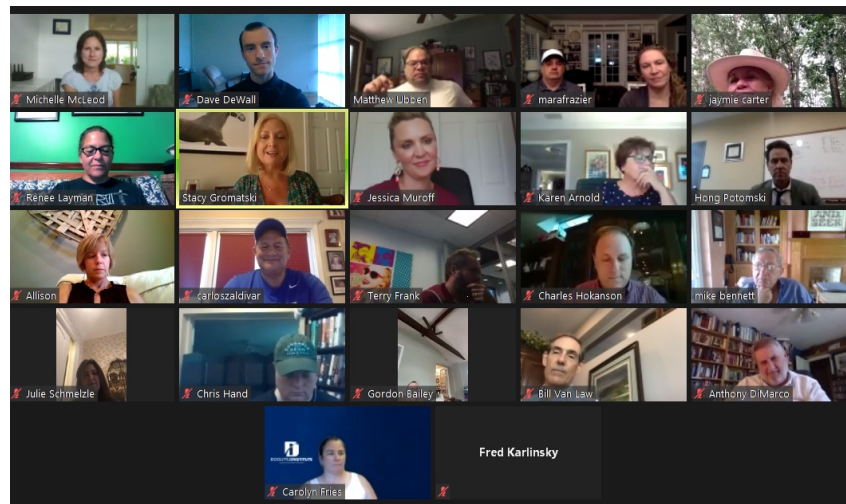 Michelle McLeod
Dave DeWall
Matthew Ubben
marafrazier
jaymie carter
Renee Layman
Stacy Gromatski
Jessica Muroff
Karen Arnold
Hong Potomski
Allison
carloszaldivar
Terry Frank
Charles Hokanson
mike bennett
Julie Schmelzle
Chris Hand
Gordon Bailey
Bill Van Law
Anthony DiMarco
Carolyn Fries
Fred Karlinsky